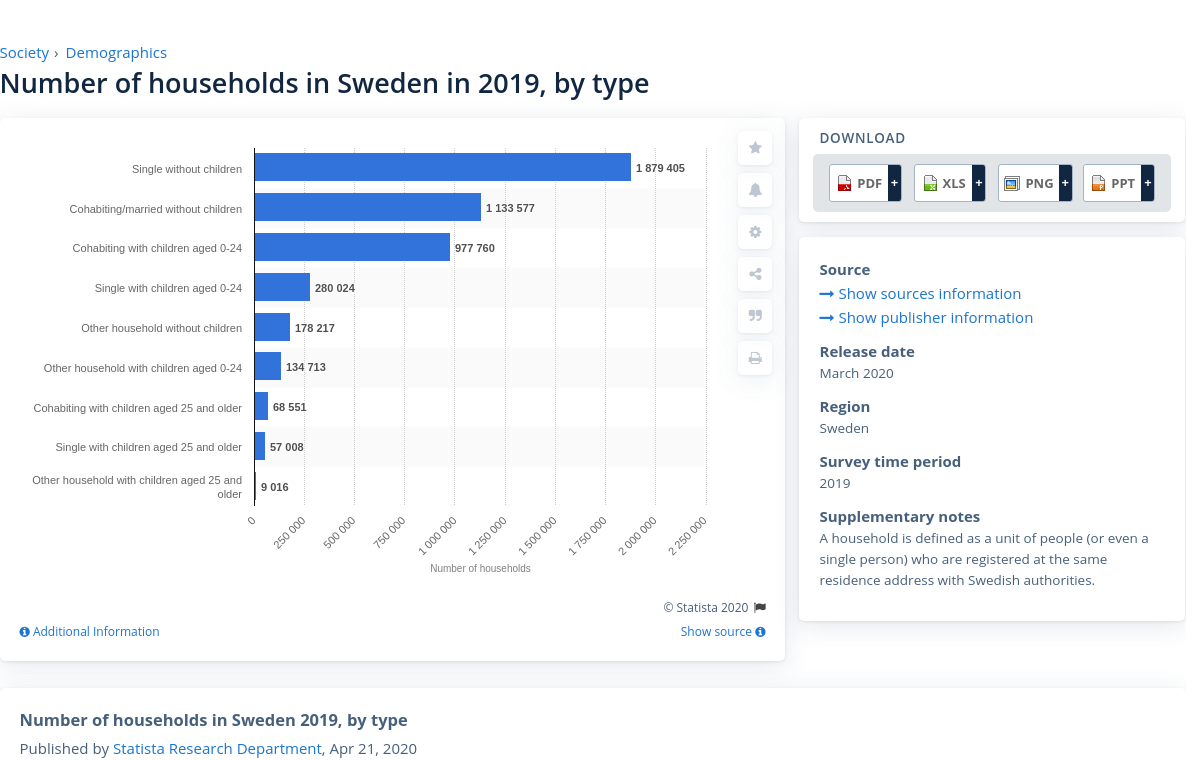 Society › Demographics
Number of households in Sweden in 2019, by type
Single without children
1 879 405
Cohabiting/married without children
1 133 577
Cohabiting with children aged 0-24
977 760
Single with children aged 0-24
280 024
Other household without children
178 217
Other household with children aged 0-24
134 713
Cohabiting with children aged 25 and older
68 551
Single with children aged 25 and older
57 008
Other household with children aged 25 and
older
9 016
0
250 000
500 000
750 000
1 000 000
1 250 000
1 500 000
1 750 000
2 000 000
2 250 000
Number of households
© Statista 2020
Additional Information
Show source
DOWNLOAD
PDF +
XLS +
PNG +
PPT +
Source
Show sources information
Show publisher information
Release date
March 2020
Region
Sweden
Survey time period
2019
Supplementary notes
A household is defined as a unit of people (or even a
single person) who are registered at the same
residence address with Swedish authorities.
Number of households in Sweden 2019, by type
Published by Statista Research Department, Apr 21, 2020